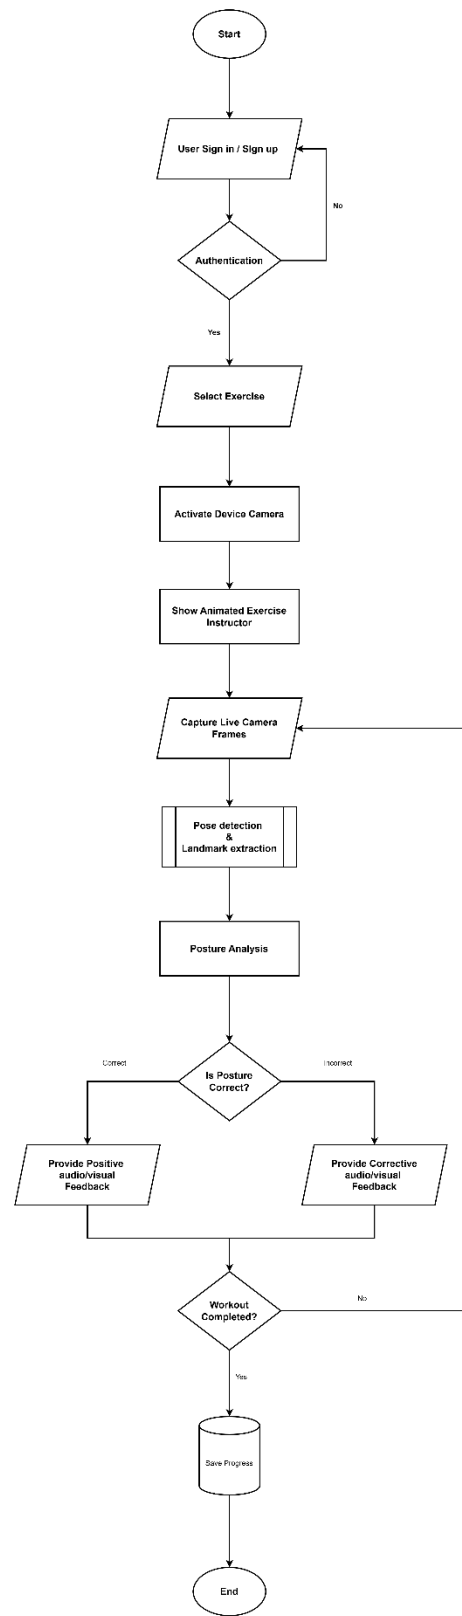 Start
User Sign in / Sign up
No
Authentication
Yes
Select Exercise
Activate Device Camera
Show Animated Exercise
Instructor
Capture Live Camera
Frames
Pose detection
&
Landmark extraction
Posture Analysis
Correct
Is Posture
Correct?
Incorrect
Provide Positive
audio/visual
Feedback
Provide Corrective
audio/visual
Feedback
Workout
Completed?
No
Yes
Save Progress
End